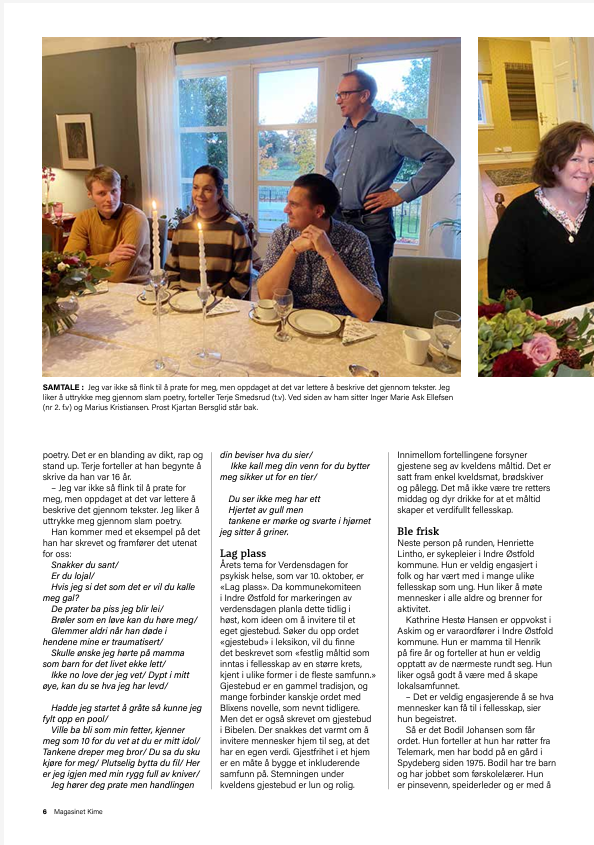 SAMTALE : Jeg var ikke så flink til å prate for meg, men oppdaget at det var lettere å beskrive det gjennom tekster. Jeg
liker å uttrykke meg gjennom slam poetry, forteller Terje Smedsrud (t.v). Ved siden av ham sitter Inger Marie Ask Ellefsen
(nr 2. f.v) og Marius Kristiansen. Prost Kjartan Bersglid står bak.
poetry. Det er en blanding av dikt, rap og
stand up. Terje forteller at han begynte å
skrive da han var 16 år.
– Jeg var ikke så flink til å prate for
meg, men oppdaget at det var lettere å
beskrive det gjennom tekster. Jeg liker å
uttrykke meg gjennom slam poetry.
Han kommer med et eksempel på det
han har skrevet og framfører det utenat
for oss:
Snakker du sant/
Er du lojal/
Hvis jeg si det som det er vil du kalle
meg gal?
De prater ba piss jeg blir lei/
Brøler som en løve kan du høre meg/
Glemmer aldri når han døde i
hendene mine er traumatisert/
Skulle ønske jeg hørte på mamma
som barn for det livet ekke lett/
Ikke no love der jeg vet/ Dypt i mitt
øye, kan du se hva jeg har levd/
Hadde jeg startet å gråte så kunne jeg
fylt opp en pool/
Ville ba bli som min fetter, kjenner
meg som 10 for du vet at du er mitt idol/
Tankene dreper meg bror/ Du sa du sku
kjøre for meg/ Plutselig bytta du fil/ Her
er jeg igjen med min rygg full av kniver/
Jeg hører deg prate men handlingen
din beviser hva du sier/
Ikke kall meg din venn for du bytter
meg sikker ut for en tier/
Du ser ikke meg har ett
Hjertet av gull men
tankene er mørke og svarte i hjørnet
jeg sitter å griner.
Lag plass
Årets tema for Verdensdagen for
psykisk helse, som var 10. oktober, er
«Lag plass». Da kommunekomiteen
i Indre Østfold for markeringen av
verdensdagen planla dette tidlig i
høst, kom ideen om å invitere til et
eget gjestebud. Søker du opp ordet
«gjestebud» i leksikon, vil du finne
det beskrevet som «festlig måltid som
inntas i fellesskap av en større krets,
kjent i ulike former i de fleste samfunn.»
Gjestebud er en gammel tradisjon, og
mange forbinder kanskje ordet med
Blixens novelle, som nevnt tidligere.
Men det er også skrevet om gjestebud
i Bibelen. Der snakkes det varmt om å
invitere mennesker hjem til seg, at det
har en egen verdi. Gjestfrihet i et hjem
er en måte å bygge et inkluderende
samfunn på. Stemningen under
kveldens gjestebud er lun og rolig.
Innimellom fortellingene forsyner
gjestene seg av kveldens måltid. Det er
satt fram enkel kveldsmat, brødskiver
og pålegg. Det må ikke være tre retters
middag og dyr drikke for at et måltid
skaper et verdifullt fellesskap.
Ble frisk
Neste person på runden, Henriette
Lintho, er sykepleier i Indre Østfold
kommune. Hun er veldig engasjert i
folk og har vært med i mange ulike
fellesskap som ung. Hun liker å møte
mennesker i alle aldre og brenner for
aktivitet.
Kathrine Hestø Hansen er oppvokst i
Askim og er varaordfører i Indre Østfold
kommune. Hun er mamma til Henrik
på fire år og forteller at hun er veldig
opptatt av de nærmeste rundt seg. Hun
liker også godt å være med å skape
lokalsamfunnet.
– Det er veldig engasjerende å se hva
mennesker kan få til i fellesskap, sier
hun begeistret.
Så er det Bodil Johansen som får
ordet. Hun forteller at hun har røtter fra
Telemark, men har bodd på en gård i
Spydeberg siden 1975. Bodil har tre barn
og har jobbet som førskolelærer. Hun
er pinsevenn, speiderleder og er med å
6 Magasinet Kime